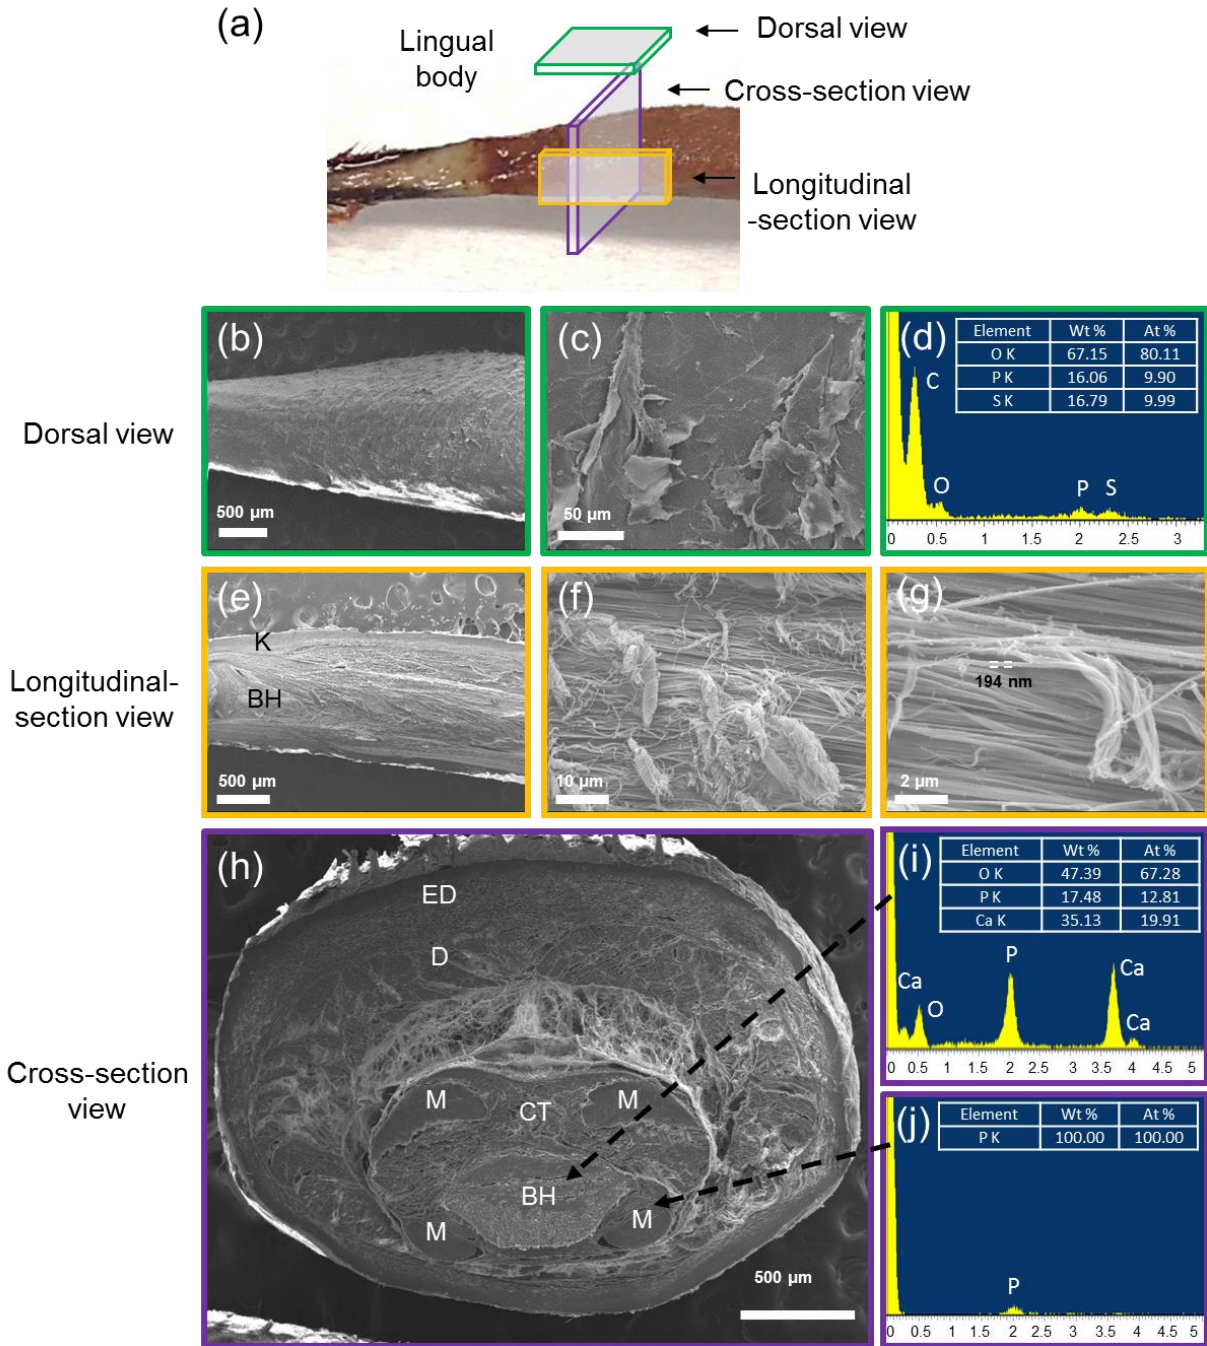 (a)
Lingual
body
Dorsal view
Cross-section view
Longitudinal
-section view
Dorsal view
(b)
500 µm
(c)
50 µm
(d)
Element Wt % At %
O K 67.15 80.11
P K 16.06 9.90
S K 16.79 9.99
C
O
P
S
0 0.5 1 1.5 2 2.5 3
Longitudinal-
section view
(e)
K
BH
500 µm
(f)
10 µm
(g)
194 nm
2 µm
Cross-section
view
(h)
ED
D
M
CT
M
BH
M
M
500 µm
(i)
Element Wt % At %
O K 47.39 67.28
P K 17.48 12.81
Ca K 35.13 19.91
Ca
O
P
Ca
Ca
0 0.5 1 1.5 2 2.5 3 3.5 4 4.5 5
(j)
Element Wt % At %
P K 100.00 100.00
P
0 0.5 1 1.5 2 2.5 3 3.5 4 4.5 5